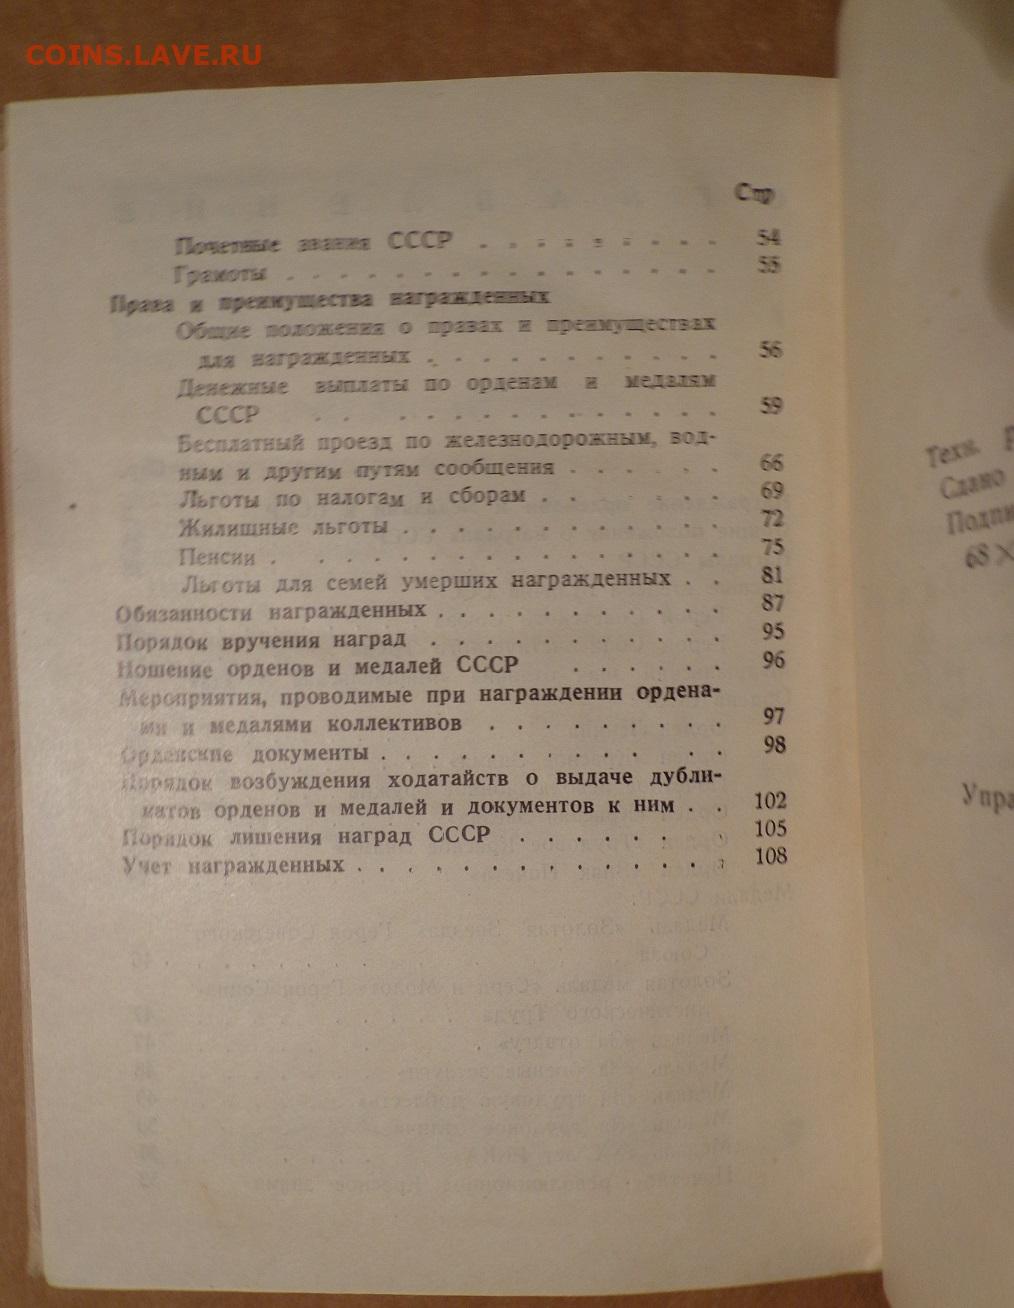 COINS.LAVE.RU
Стр
Почетные звания СССР . . . . . . . . . 54
Грамоты . . . . . . . . . . . . . . . . 55
Права и преимущества награжденных
Общие положения о правах и преимуществах
для награжденных . . . . . . . . . . . 56
Денежные выплаты по орденам и медалям
СССР . . . . . . . . . . . . . . 59
Бесплатный проезд по железнодорожным, вод-
ным и другим путям сообщения . . . . . . 66
Льготы по налогам и сборам . . . . . . 69
Жилищные льготы . . . . . . . . . . . . 72
Пенсии . . . . . . . . . . . . . . . . 75
Льготы для семей умерших награжденных . . 81
Обязанности награжденных . . . . . . . . . . . 87
Порядок вручения наград . . . . . . . . . . . 95
Ношение орденов и медалей СССР . . . . . . 96
Мероприятия, проводимые при награждении ордена-
ми и медалями коллективов . . . . . . . . . 97
Орденские документы . . . . . . . . . . . . 98
Порядок возбуждения ходатайств о выдаче дубли-
катов орденов и медалей и документов к ним . . 102
Порядок лишения наград СССР . . . . . . . 105
Учет награжденных . . . . . . . . . . . . . . 108
Техн.
Сдано
Подпи
68×
Упра